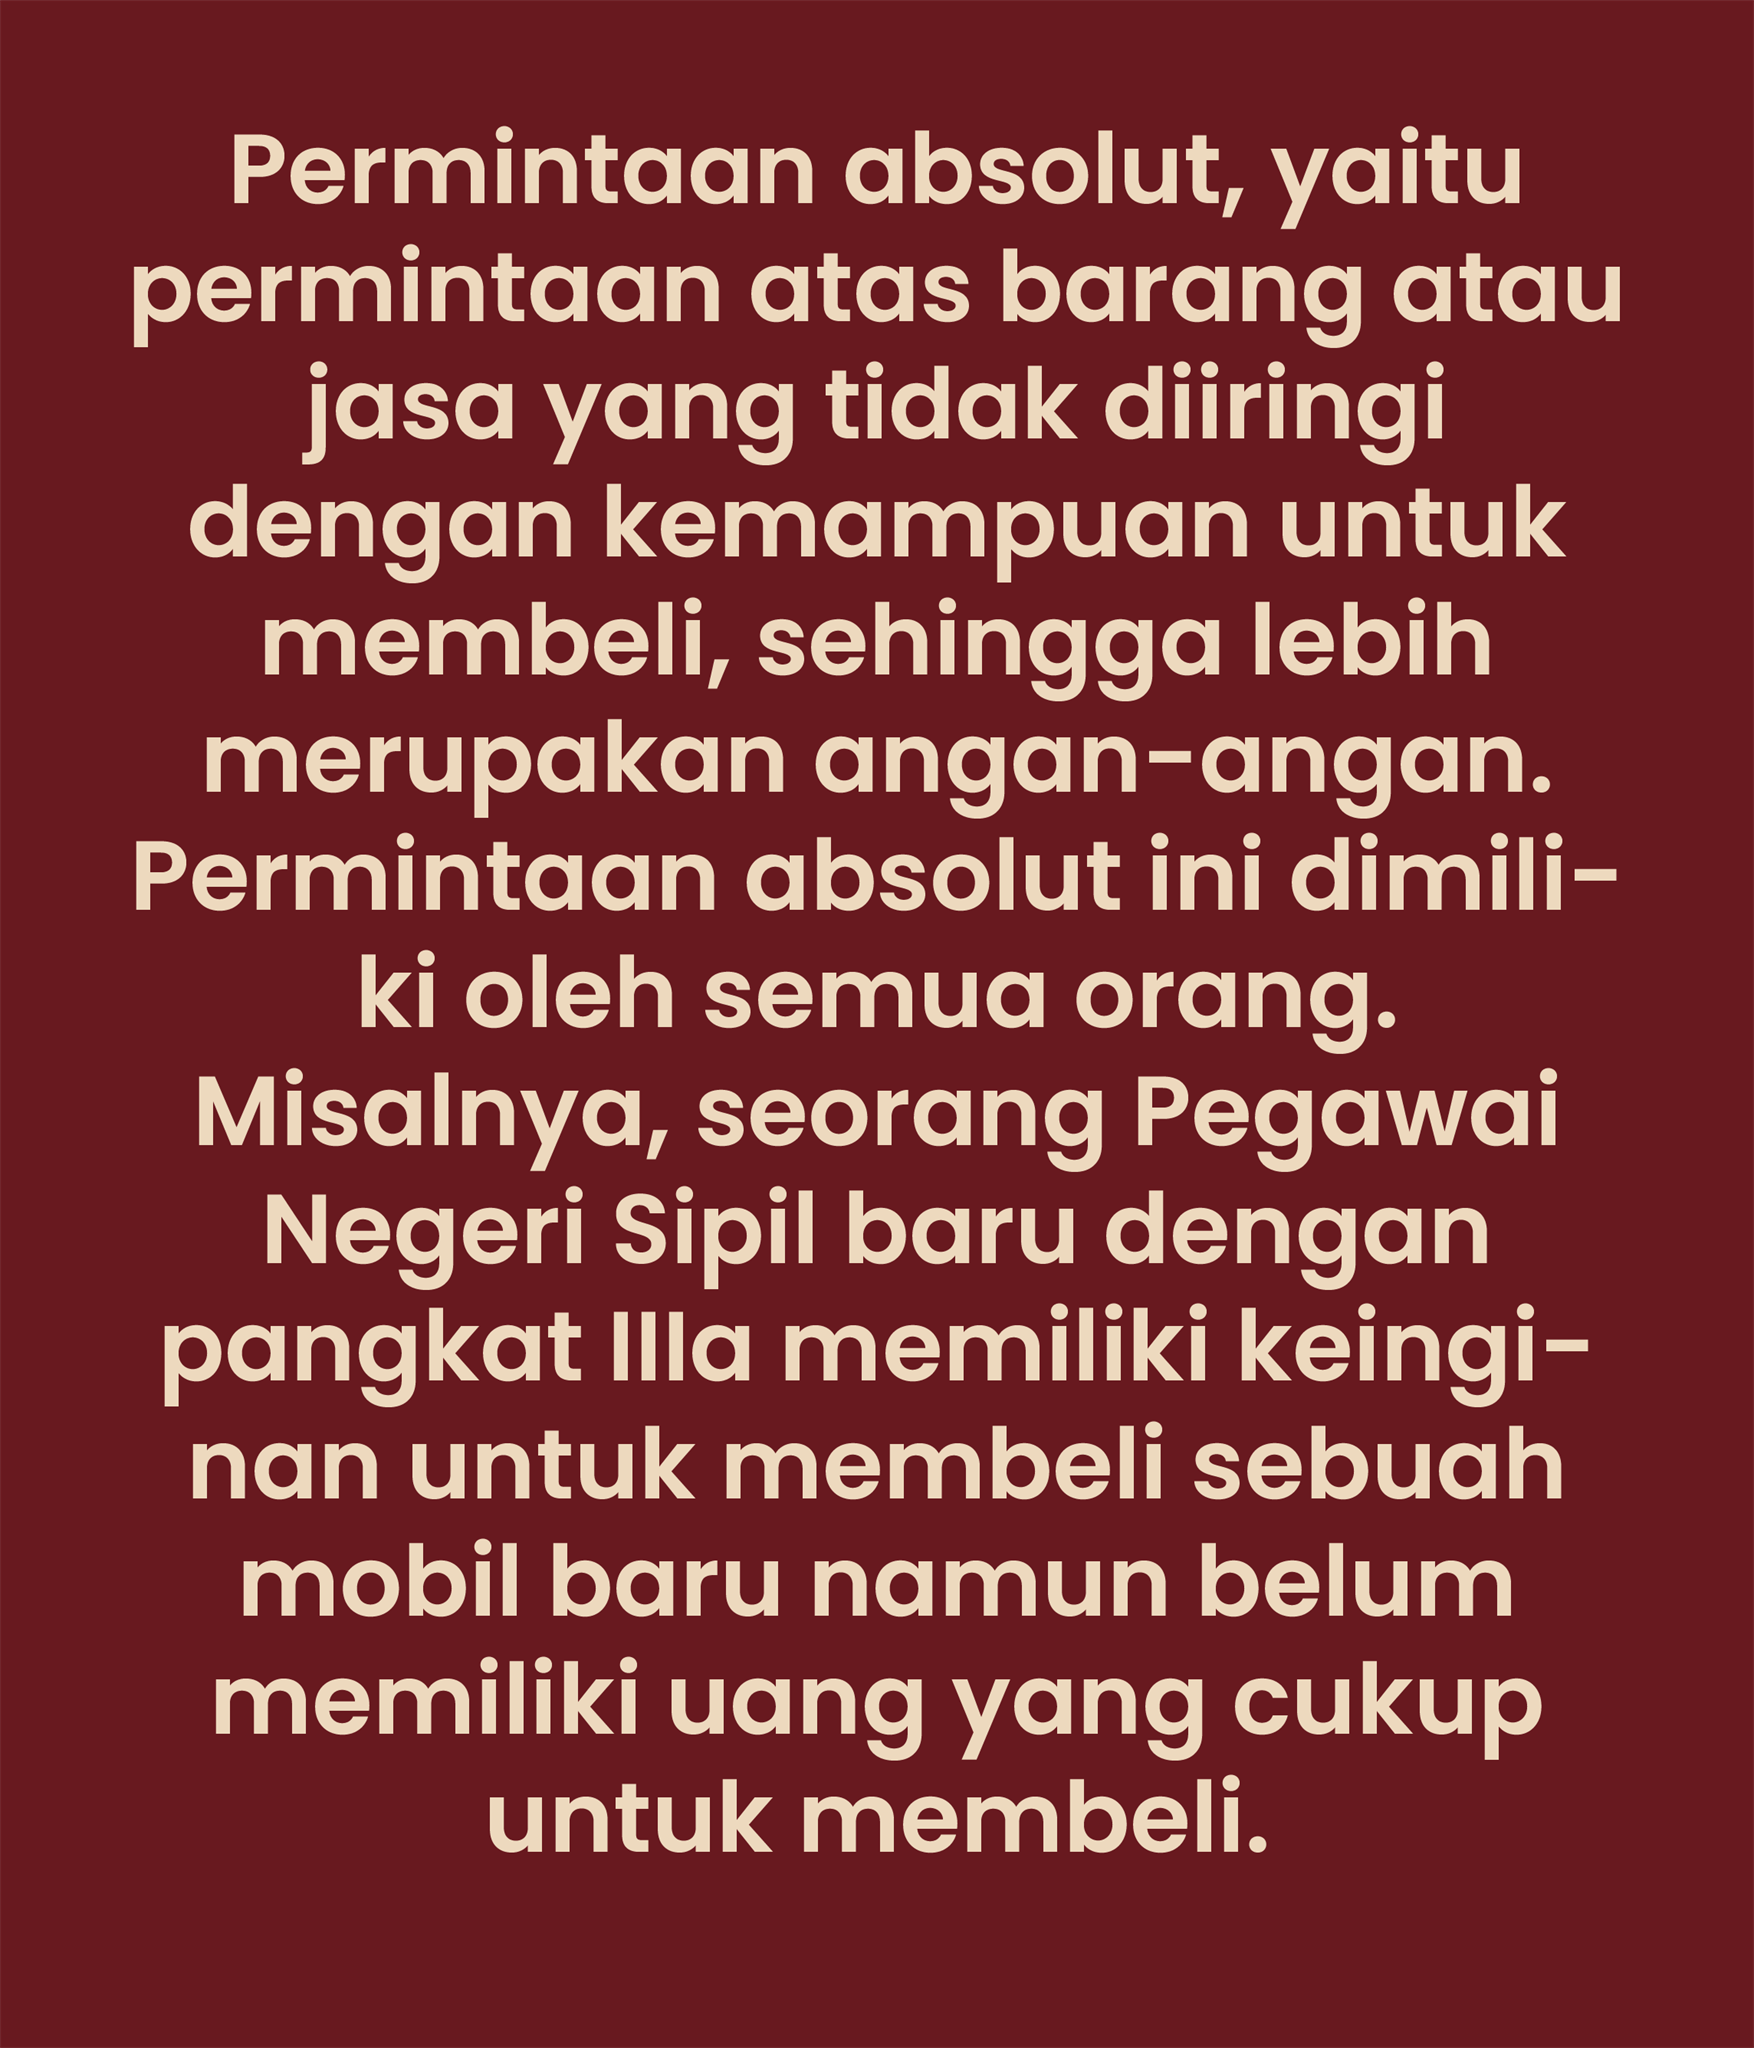 Permintaan absolut, yaitu
permintaan atas barang atau
jasa yang tidak diiringi
dengan kemampuan untuk
membeli, sehingga lebih
merupakan angan-angan.
Permintaan absolut ini dimili-
ki oleh semua orang.
Misalnya, seorang Pegawai
Negeri Sipil baru dengan
pangkat IIIa memiliki keingi-
nan untuk membeli sebuah
mobil baru namun belum
memiliki uang yang cukup
untuk membeli.